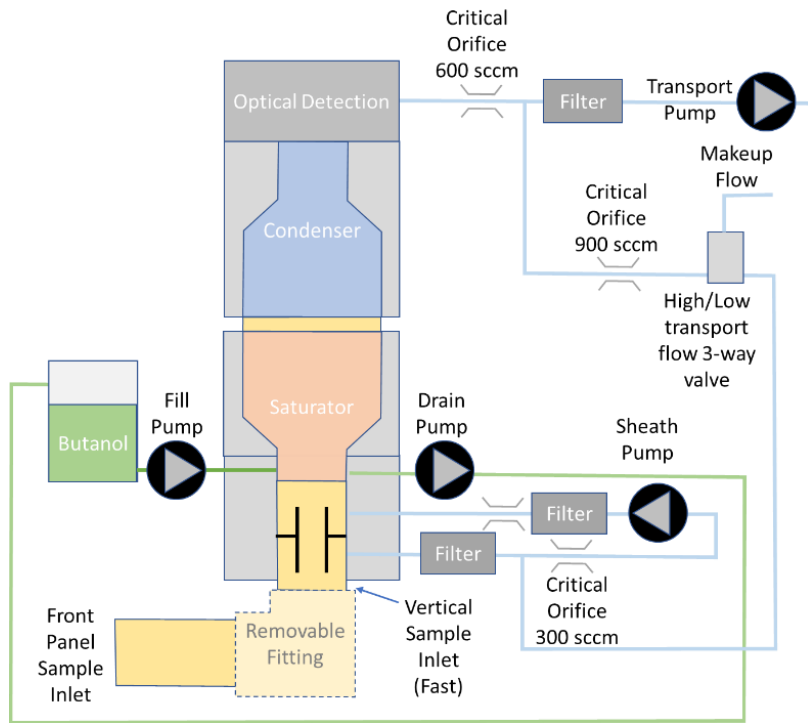 Critical
Orifice
600 sccm
Optical Detection
Filter
Transport
Pump
Makeup
Flow
Critical
Orifice
900 sccm
Condenser
High/Low
transport
flow 3-way
valve
Fill
Pump
Butanol
Saturator
Drain
Pump
Sheath
Pump
Filter
Filter
Critical
Orifice
300 sccm
Vertical
Sample
Inlet
(Fast)
Front
Panel
Sample
Inlet
Removable
Fitting